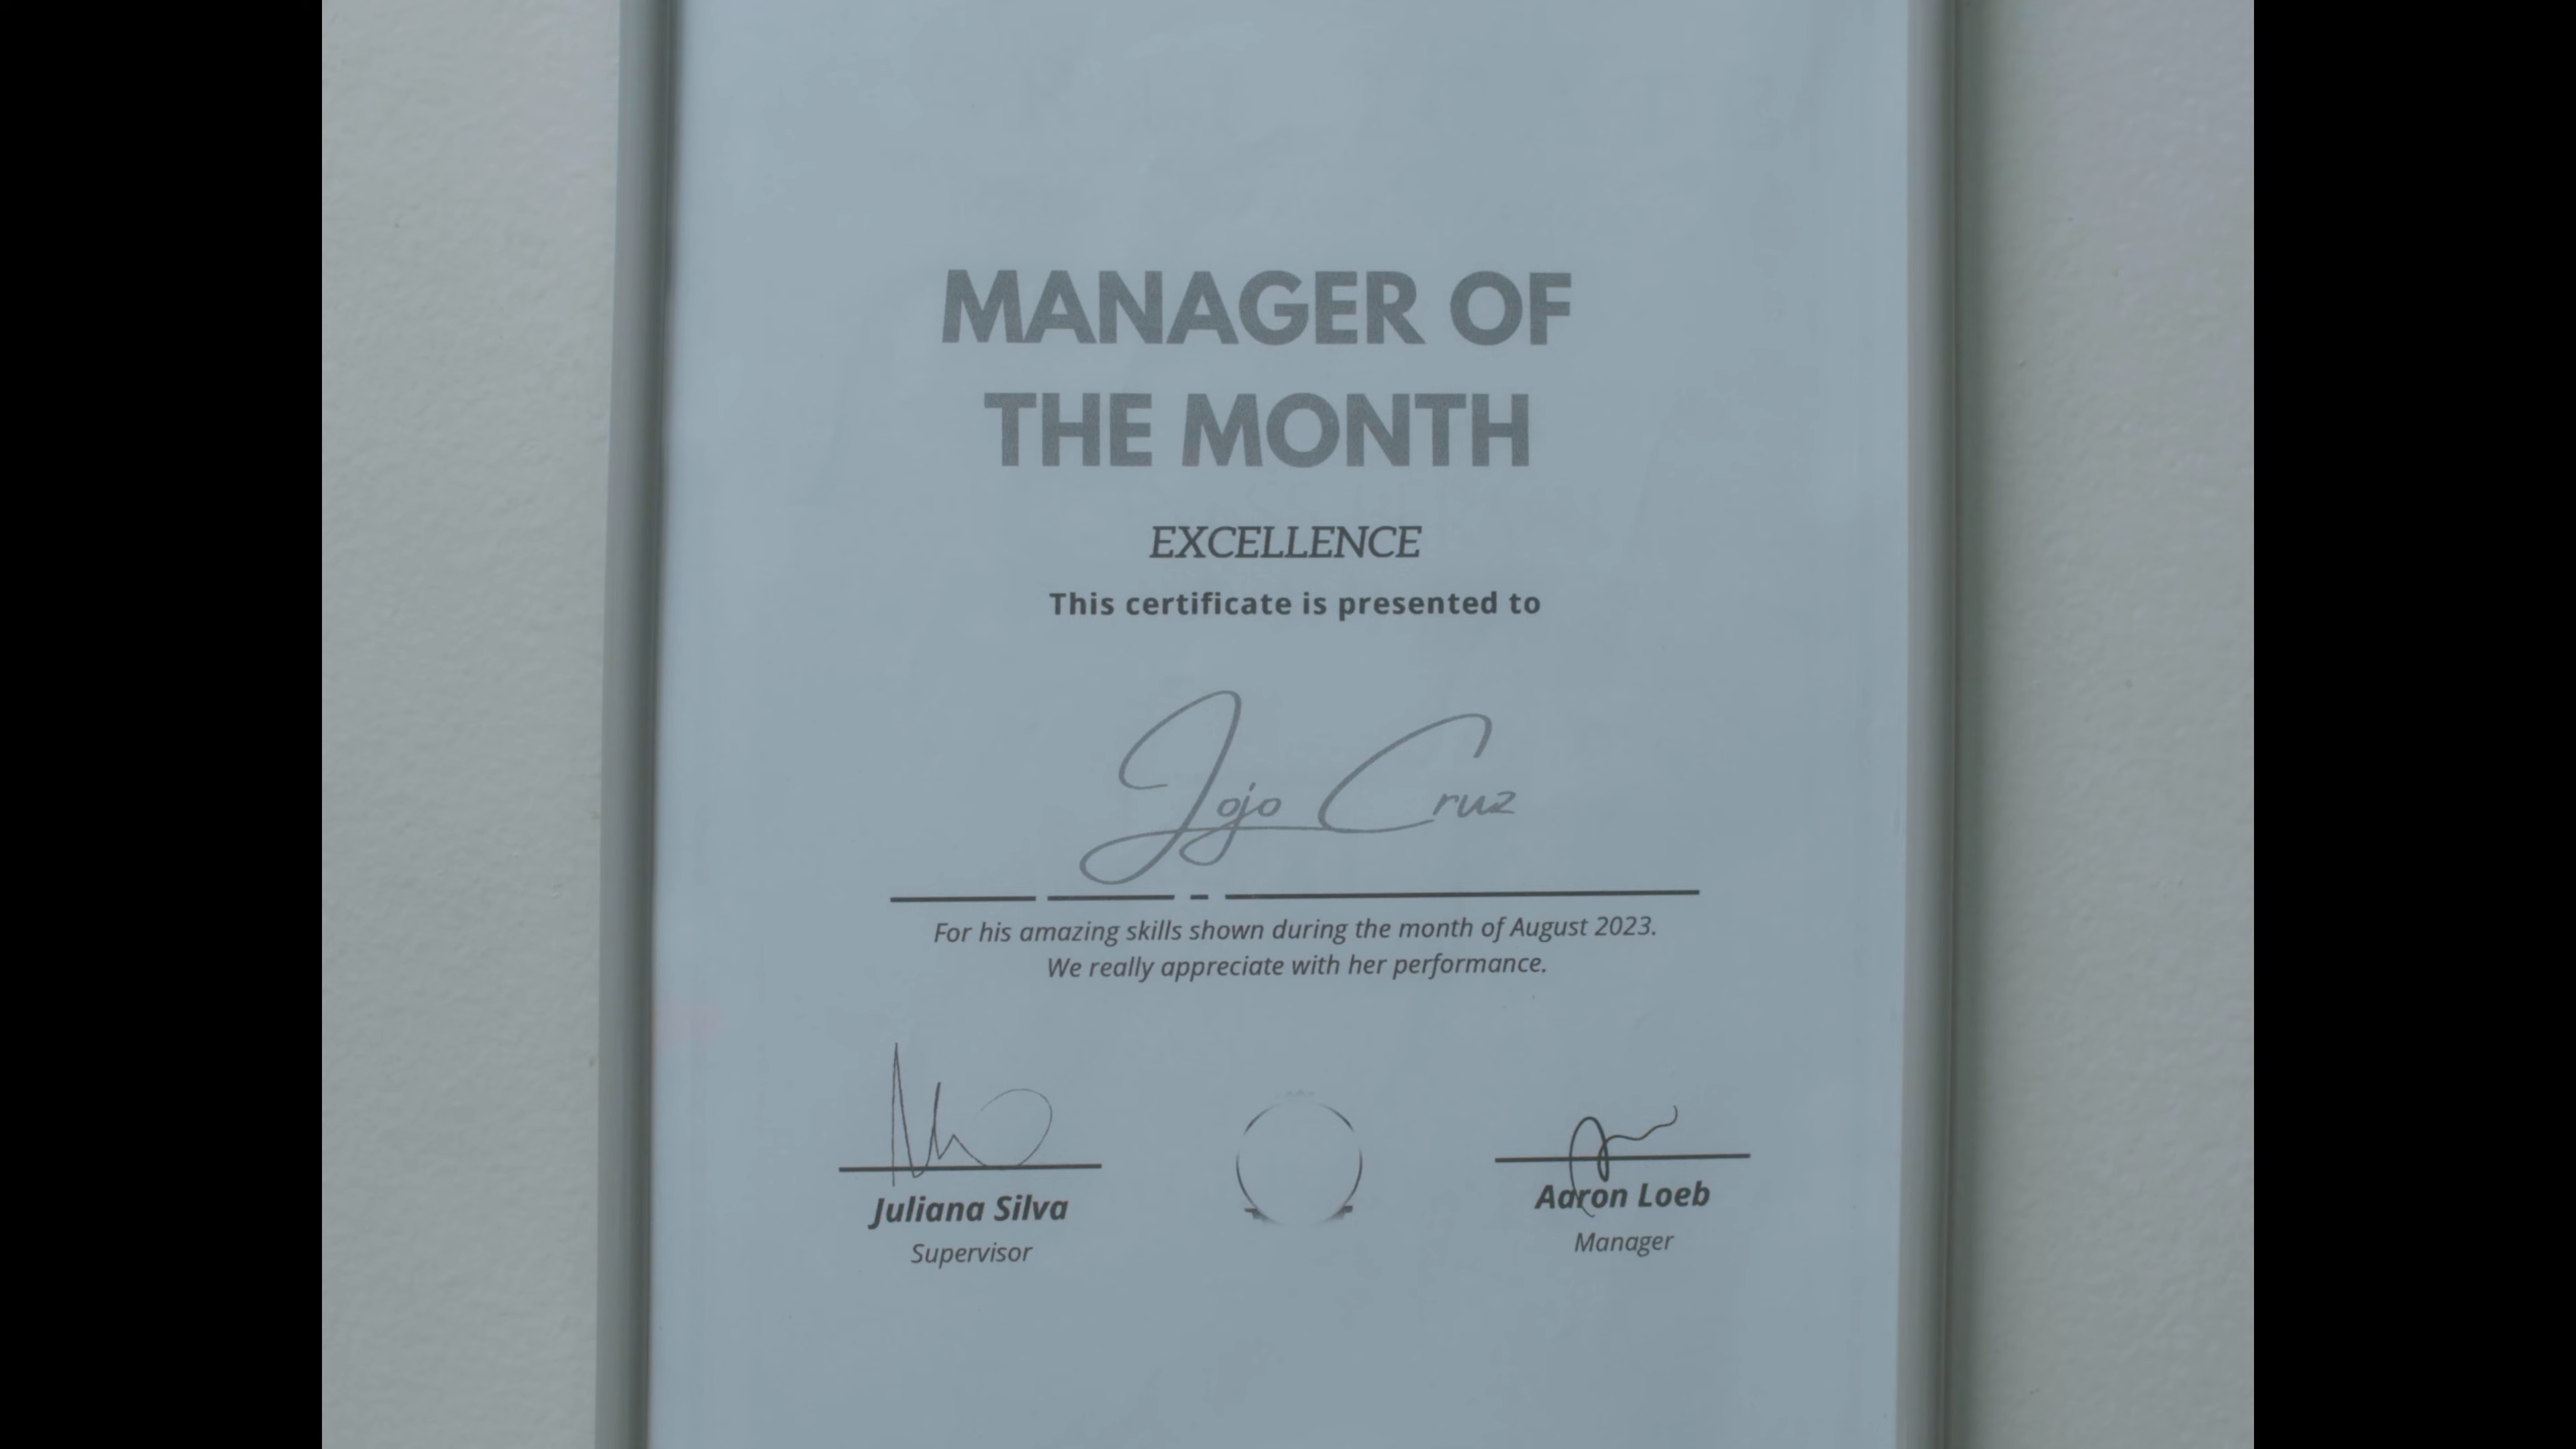 MANAGER OF
THE MONTH
EXCELLENCE
This certificate is presented to
Jojo Cruz
For his amazing skills shown during the month of August 2023.
We really appreciate with her performance.
Juliana Silva
Supervisor
Aaron Loeb
Manager